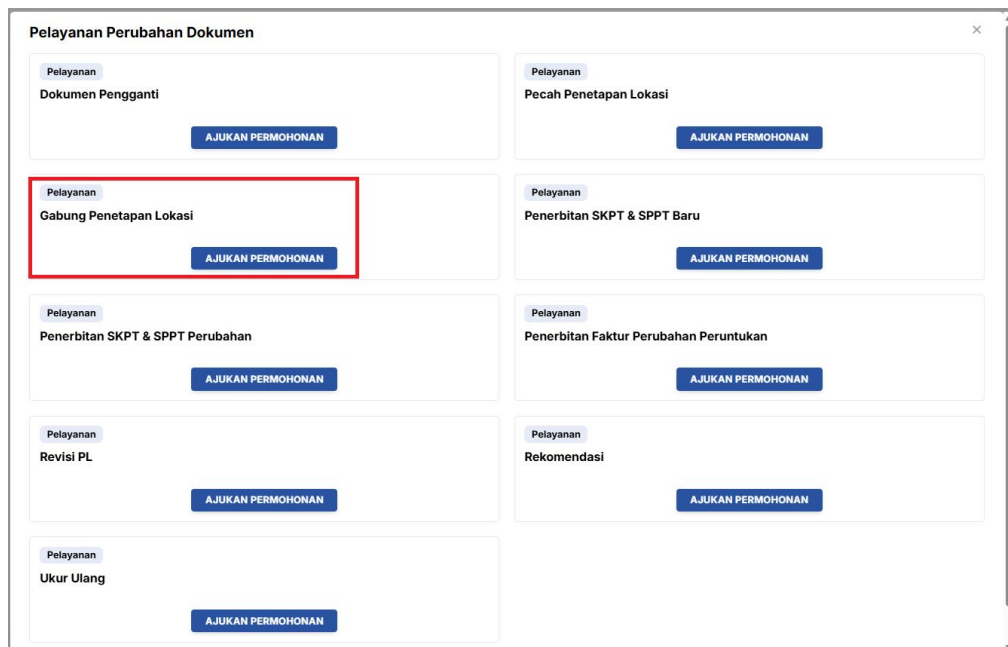 Pelayanan Perubahan Dokumen
Pelayanan
Dokumen Pengganti
AJUKAN PERMOHONAN
Pelayanan
Pecah Penetapan Lokasi
AJUKAN PERMOHONAN
Pelayanan
Gabung Penetapan Lokasi
AJUKAN PERMOHONAN
Pelayanan
Penerbitan SKPT & SPPT Baru
AJUKAN PERMOHONAN
Pelayanan
Penerbitan SKPT & SPPT Perubahan
AJUKAN PERMOHONAN
Pelayanan
Penerbitan Faktur Perubahan Peruntukan
AJUKAN PERMOHONAN
Pelayanan
Revisi PL
AJUKAN PERMOHONAN
Pelayanan
Rekomendasi
AJUKAN PERMOHONAN
Pelayanan
Ukur Ulang
AJUKAN PERMOHONAN